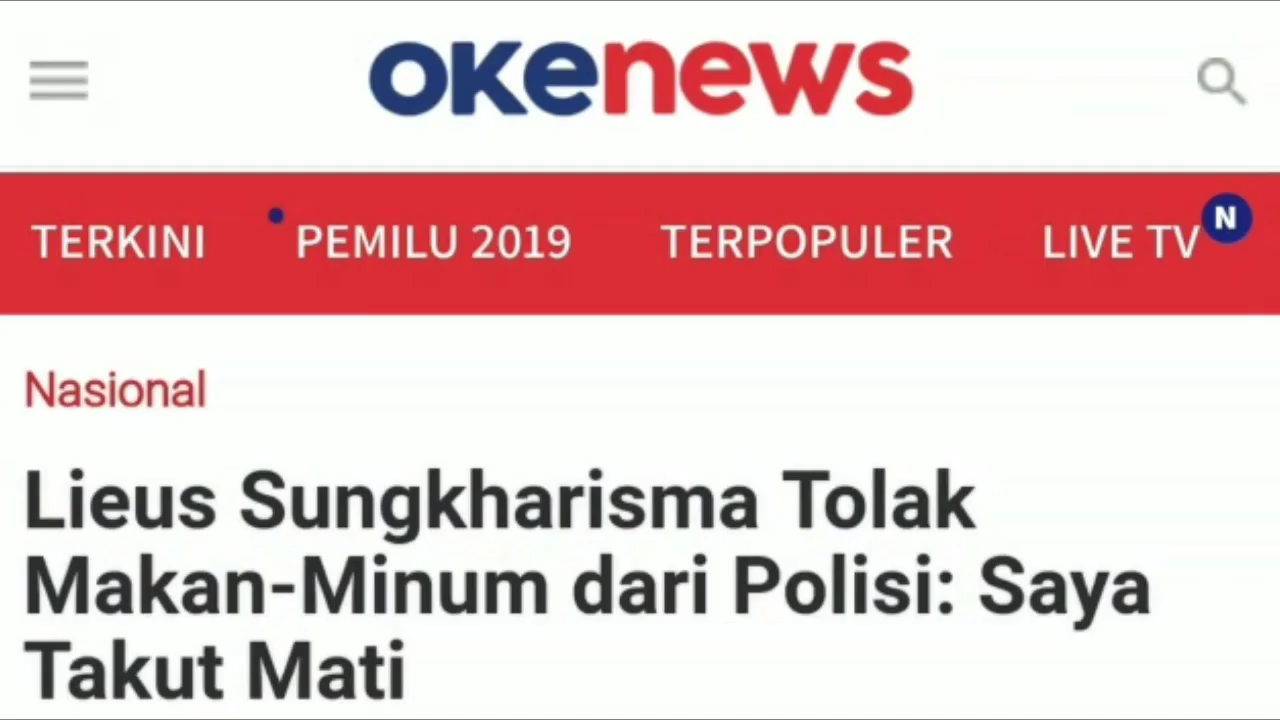 okenews
TERKINI PEMILU 2019 TERPOPULER LIVE TV N
Nasional
Lieus Sungkharisma Tolak
Makan-Minum dari Polisi: Saya
Takut Mati